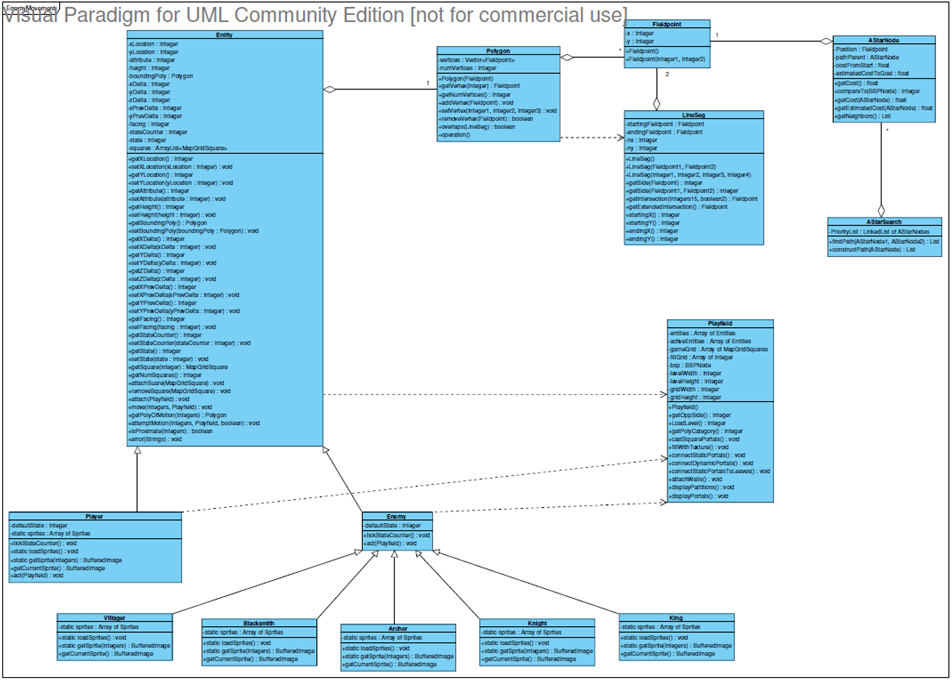 EnemyMovement
Visual Paradigm for UML Community Edition [not for commercial use]
Entity
-xLocation : Integer
-yLocation : Integer
-attribute : Integer
-height : Integer
-boundingPoly : Polygon
-xDelta : Integer
-yDelta : Integer
-zDelta : Integer
-xPrevDelta : Integer
-yPrevDelta : Integer
-facing : Integer
-stateCounter : Integer
-state : Integer
-squares : ArrayList<MapGridSquare>
+getXLocation() : Integer
+setXLocation(xLocation : Integer) : void
+getYLocation() : Integer
+setYLocation(yLocation : Integer) : void
+getAttribute() : Integer
+setAttribute(attribute : Integer) : void
+getHeight() : Integer
+setHeight(height : Integer) : void
+getBoundingPoly() : Polygon
+setBoundingPoly(boundingPoly : Polygon) : void
+getXDelta() : Integer
+setXDelta(xDelta : Integer) : void
+getYDelta() : Integer
+setYDelta(yDelta : Integer) : void
+getZDelta() : Integer
+setZDelta(zDelta : Integer) : void
+getXPrevDelta() : Integer
+setXPrevDelta(xPrevDelta : Integer) : void
+getYPrevDelta() : Integer
+setYPrevDelta(yPrevDelta : Integer) : void
+getFacing() : Integer
+setFacing(facing : Integer) : void
+getStateCounter() : Integer
+setStateCounter(stateCounter : Integer) : void
+getState() : Integer
+setState(state : Integer) : void
+getSquare(Integer) : MapGridSquare
+getNumSquares() : Integer
+attachSuare(MapGridSquare) : void
+removeSquare(MapGridSquare) : void
+attach(Playfield) : void
+move(Integers, Playfield) : void
+getPolyOfMotion(Integers) : Polygon
+attemptMotion(Integers, Playfield, boolean) : void
+isProximate(Integers) : boolean
+error(Strings) : void
1
Polygon
-vertices : Vector<Fieldpoint>
-numVertices : Integer
+Polygon(Fieldpoint)
+getVertex(Integer) : Fieldpoint
+getNumVertices() : Integer
+addVertex(Fieldpoint) : void
+setVertex(Integer1, Integer2, Integer3) : void
+removeVertex(Fieldpoint) : boolean
+overlaps(LineSeg) : boolean
+operation()
*
Fieldpoint
-x : Integer
-y : Integer
+Fieldpoint()
+Fieldpoint(Integer1, Integer2)
1
2
LineSeg
-startingFieldpoint : Fieldpoint
-endingFieldpoint : Fieldpoint
-nx : Integer
-ny : Integer
+LineSeg()
+LineSeg(Fieldpoint1, Fieldpoint2)
+LineSeg(Integer1, Integer2, Integer3, Integer4)
+getSide(Fieldpoint) : Integer
+getSide(Fieldpoint1, Fieldpoint2) : Integer
+getIntersection(Integers15, boolean2) : Fieldpoint
+getExtendedIntersection() : Fieldpoint
+startingX() : Integer
+startingY() : Integer
+endingX() : Integer
+endingY() : Integer
AStarNode
-Position : Fieldpoint
-pathParent : AStarNode
-costFromStart : float
-estimatedCostToGoal : float
+getCost() : float
+compareTo(BSPNode) : Integer
+getCost(AStarNode) : float
+getEstimatedCost(AStarNode) : float
+getNeighbors() : List
*
AStarSearch
-PriorityList : LinkedList of AStarNodes
+findPath(AStarNode1, AStarNode2) : List
+constructPath(AStarNode) : List
Playfield
-entities : Array of Entities
-activeEntities : Array of Entities
-gameGrid : Array of MapGridSquares
-fillGrid : Array of Integer
-bsp : BSPNode
-levelWidth : Integer
-levelHeight : Integer
-gridWidth : Integer
-gridHeight : Integer
+Playfield()
+getOppSide() : Integer
+LoadLevel() : Integer
+getPolyCategory() : Integer
+castSquarePortals() : void
+fillWithTexture() : void
+connectStaticPortals() : void
+connectDynamicPortals() : void
+connectStaticPortalsToLeaves() : void
+attachWalls() : void
+displayPartitions() : void
+displayPortals() : void
Player
-defaultState : Integer
-static sprites : Array of Sprites
+tickStateCounter() : void
+static loadSprites() : void
+static getSprite(Integers) : BufferedImage
+getCurrentSprite() : BufferedImage
+act(Playfield) : void
Enemy
-defaultState : Integer
+tickStateCounter() : void
+act(Playfield) : void
Villager
-static sprites : Array of Sprites
+static loadSprites() : void
+static getSprite(Integers) : BufferedImage
+getCurrentSprite() : BufferedImage
Blacksmith
-static sprites : Array of Sprites
+static loadSprites() : void
+static getSprite(Integers) : BufferedImage
+getCurrentSprite() : BufferedImage
Archer
-static sprites : Array of Sprites
+static loadSprites() : void
+static getSprite(Integers) : BufferedImage
+getCurrentSprite() : BufferedImage
Knight
-static sprites : Array of Sprites
+static loadSprites() : void
+static getSprite(Integers) : BufferedImage
+getCurrentSprite() : BufferedImage
King
-static sprites : Array of Sprites
+static loadSprites() : void
+static getSprite(Integers) : BufferedImage
+getCurrentSprite() : BufferedImage